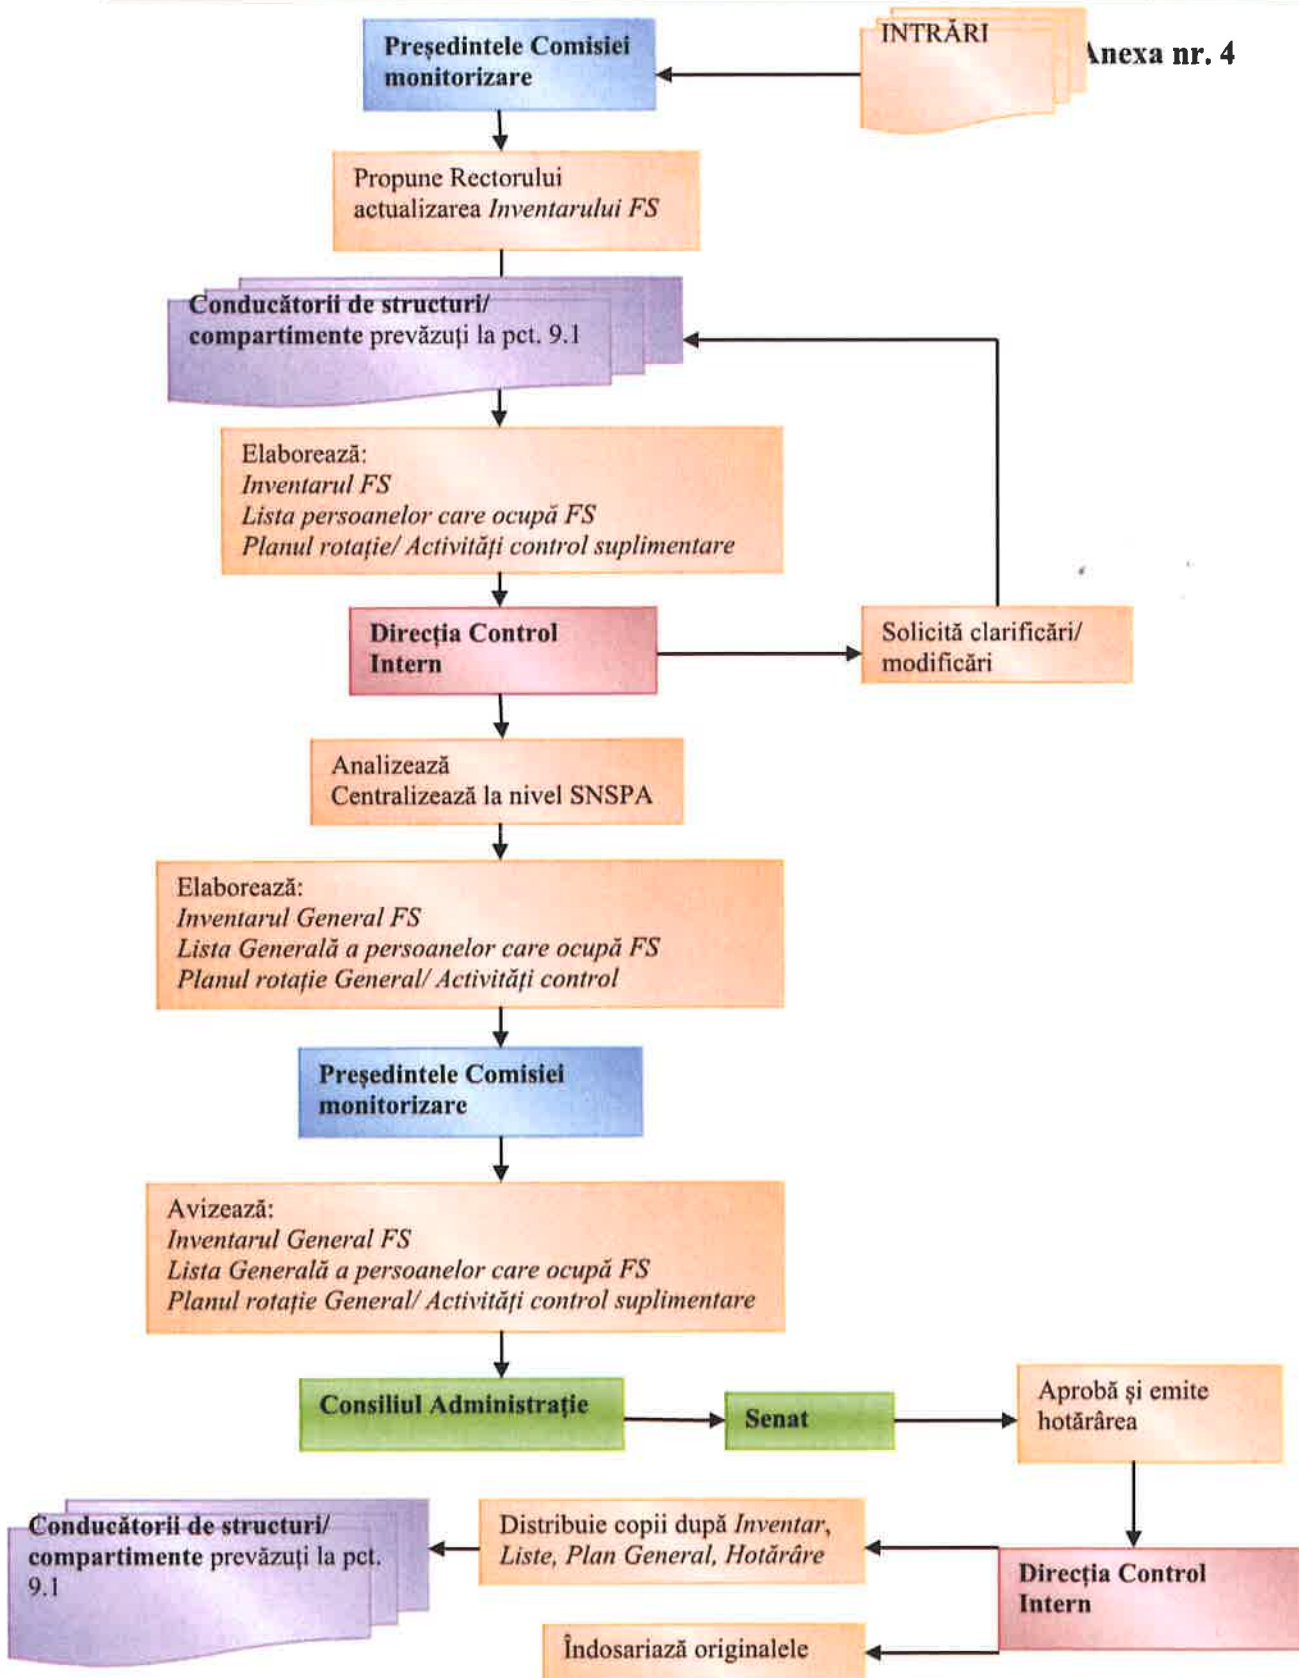 INTRĂRI
Anexa nr. 4
Președintele Comisiei
monitorizare
Propune Rectorului
actualizarea Inventarului FS
Conducătorii de structuri/
compartimente prevăzuți la pct. 9.1
Elaborează:
Inventarul FS
Lista persoanelor care ocupă FS
Planul rotație/ Activități control suplimentare
Direcția Control
Intern
Solicită clarificări/
modificări
Analizează
Centralizează la nivel SNSPA
Elaborează:
Inventarul General FS
Lista Generală a persoanelor care ocupă FS
Planul rotație General/ Activități control
Președintele Comisiei
monitorizare
Avizează:
Inventarul General FS
Lista Generală a persoanelor care ocupă FS
Planul rotație General/ Activități control suplimentare
Consiliul Administrație
Senat
Aprobă și emite
hotărârea
Direcția Control
Intern
Distribuie copii după Inventar,
Liste, Plan General, Hotărâre
Conducătorii de structuri/
compartimente prevăzuți la pct.
9.1
Îndosariază originalele